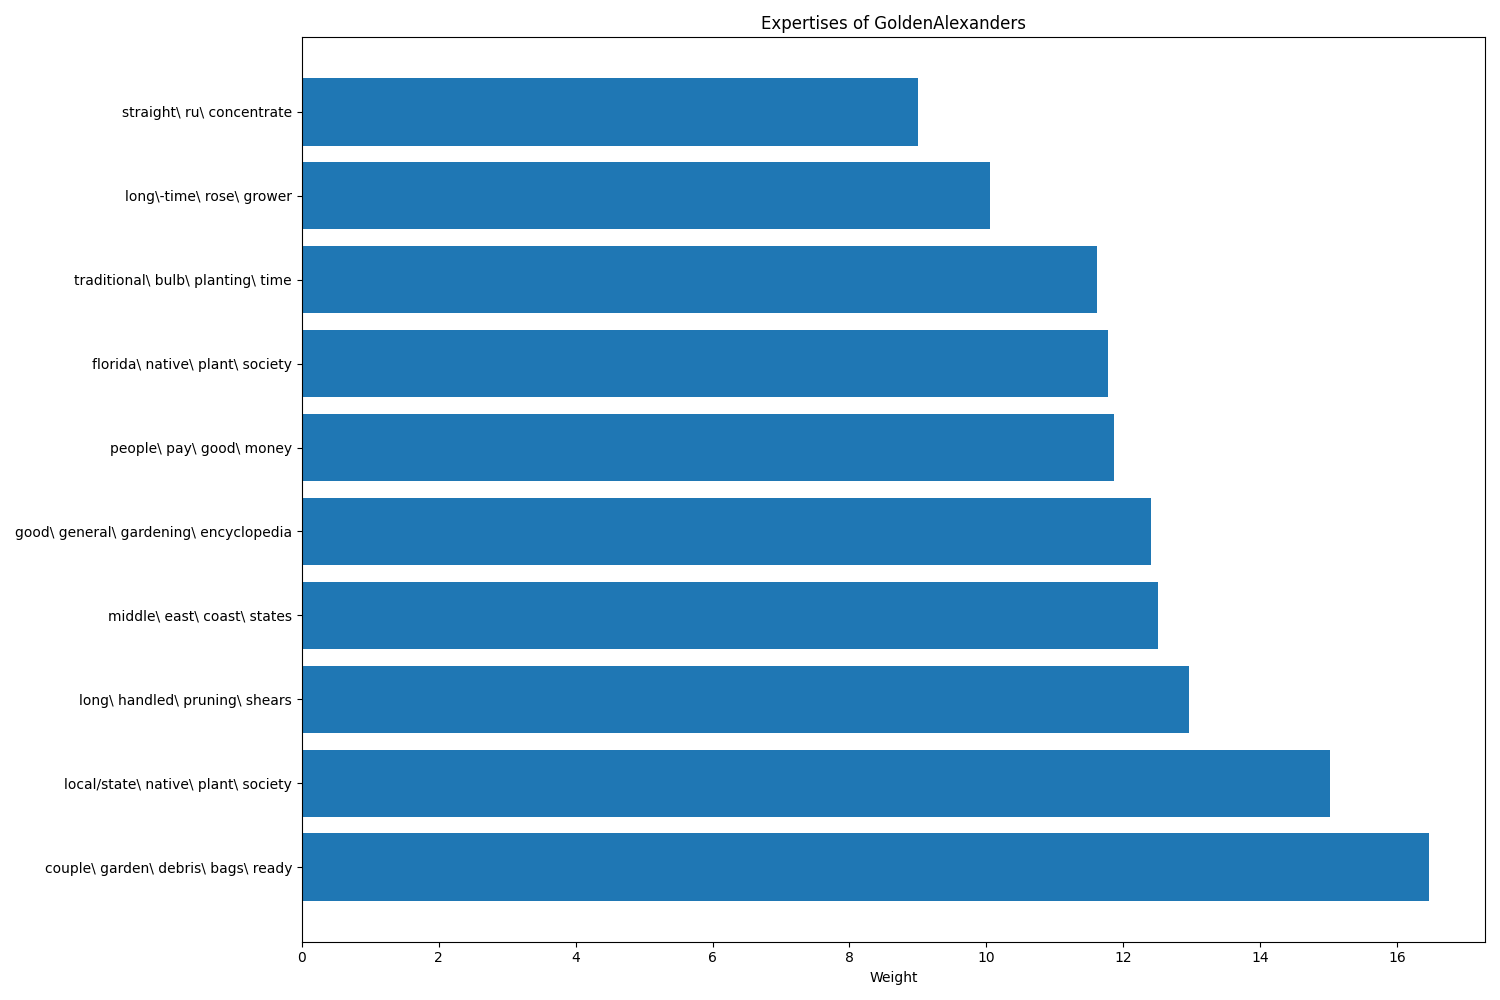 Expertises of GoldenAlexanders
straight\ ru\ concentrate
long\-time\ rose\ grower
traditional\ bulb\ planting\ time
florida\ native\ plant\ society
people\ pay\ good\ money
good\ general\ gardening\ encyclopedia
middle\ east\ coast\ states
long\ handled\ pruning\ shears
local/state\ native\ plant\ society
couple\ garden\ debris\ bags\ ready
0 2 4 6 8 10 12 14 16
Weight